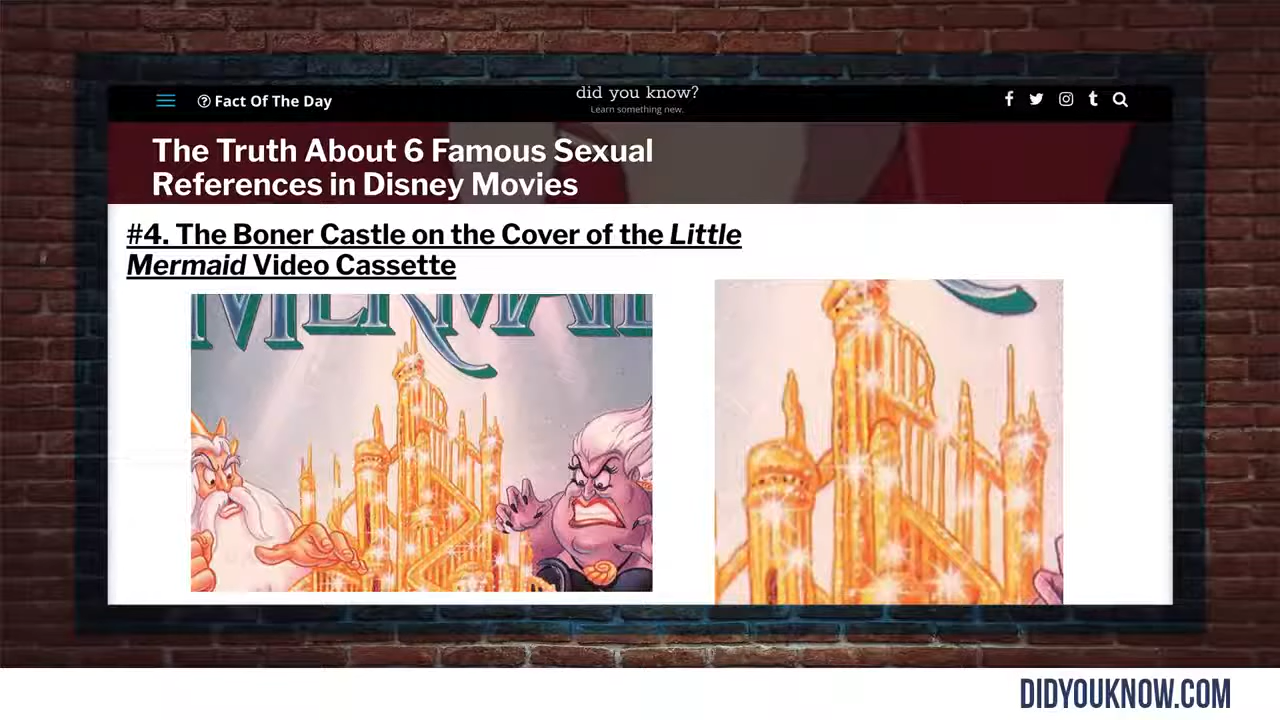 Fact Of The Day
did you know?
Learn something new.
The Truth About 6 Famous Sexual
References in Disney Movies
#4. The Boner Castle on the Cover of the Little
Mermaid Video Cassette
MERMAID
DIDYOUKNOW.COM